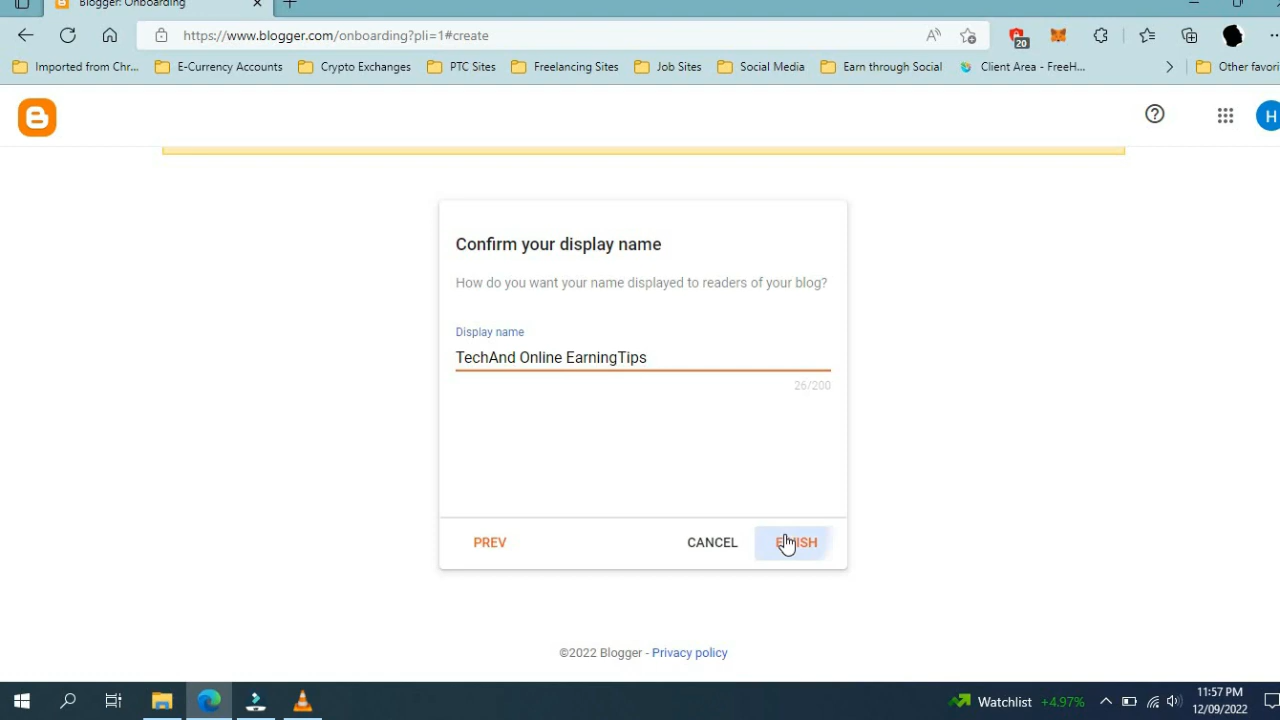 Blogger: Onboarding
https://www.blogger.com/onboarding?pli=1#create
20
Imported from Chr...
E-Currency Accounts
Crypto Exchanges
PTC Sites
Freelancing Sites
Job Sites
Social Media
Earn through Social
Client Area - FreeH...
Other favori
H
Confirm your display name
How do you want your name displayed to readers of your blog?
Display name
TechAnd Online EarningTips
26/200
PREV
CANCEL
FINISH
©2022 Blogger - Privacy policy
Watchlist +4.97%
11:57 PM
12/09/2022